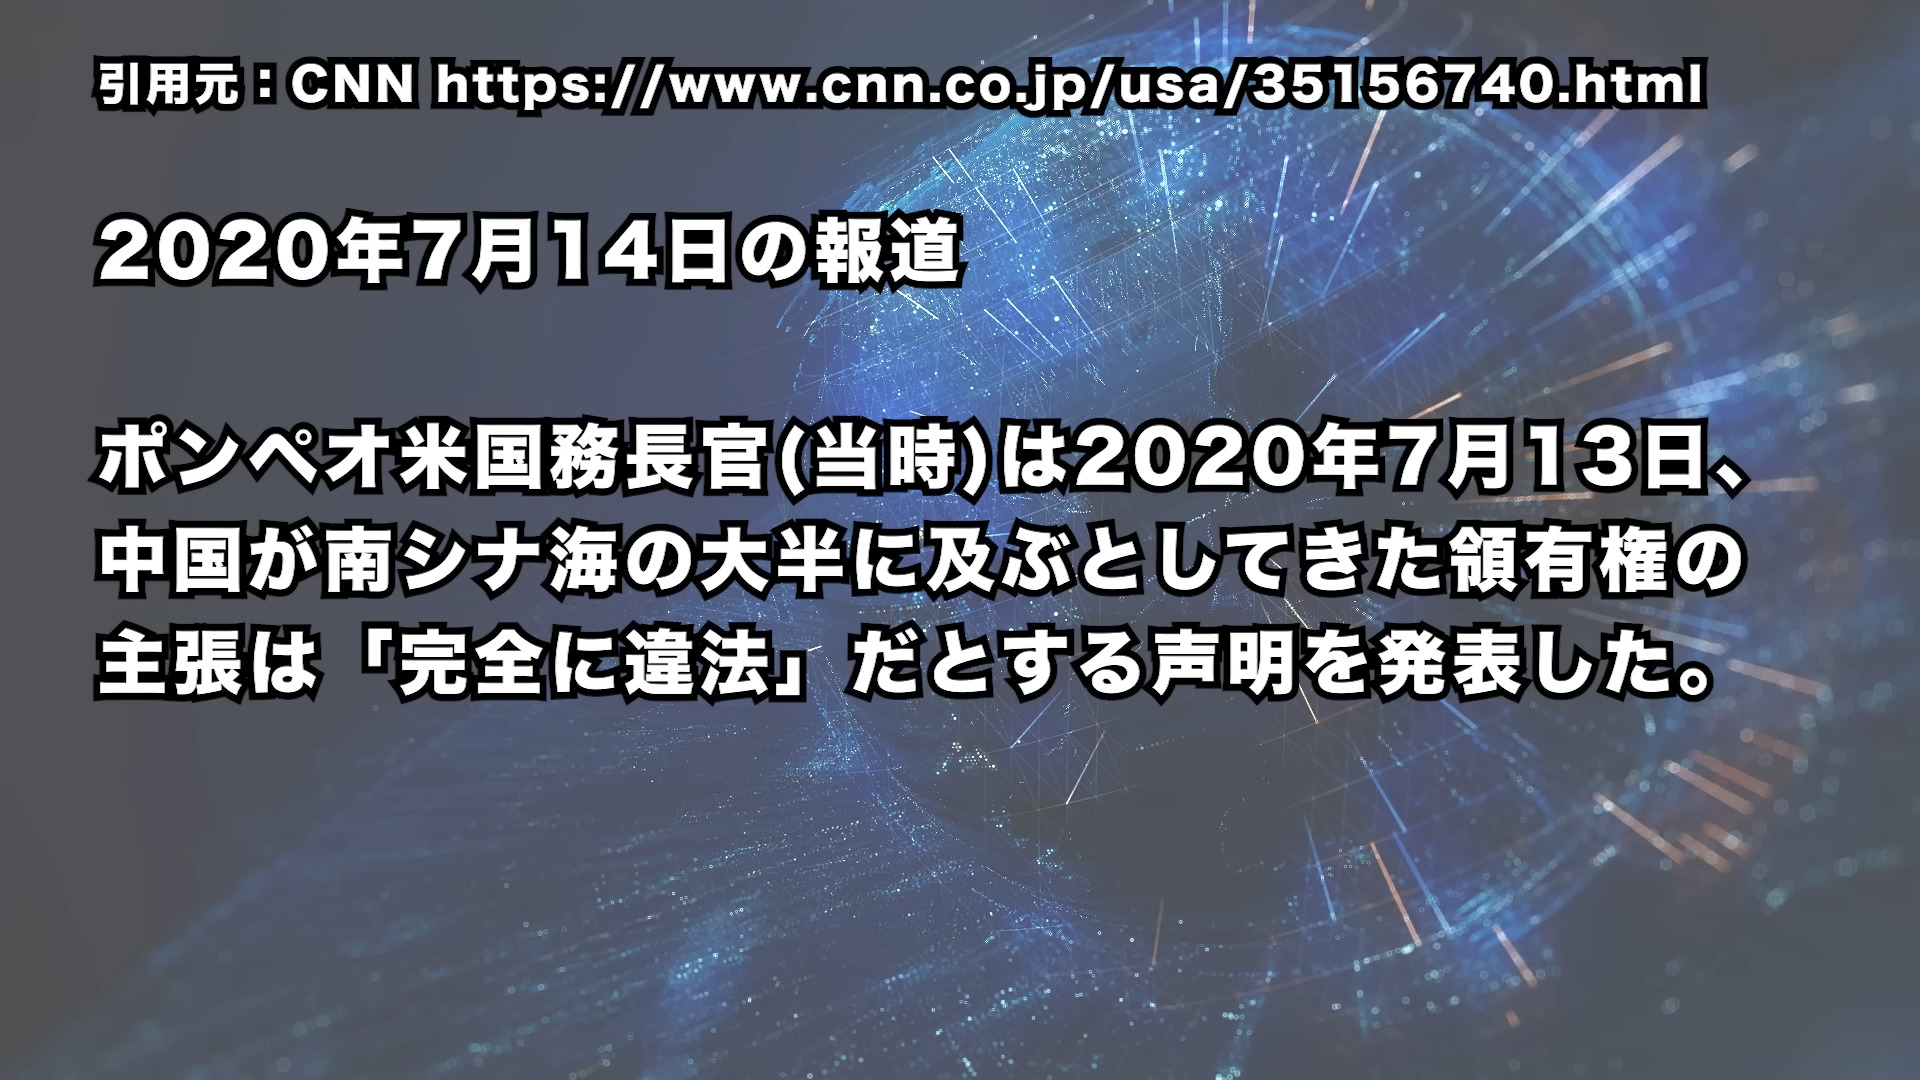 引用元：CNN https://www.cnn.co.jp/usa/35156740.html
2020年7月14日の報道
ポンペオ米国務長官(当時)は2020年7月13日、
中国が南シナ海の大半に及ぶとしてきた領有権の
主張は「完全に違法」だとする声明を発表した。